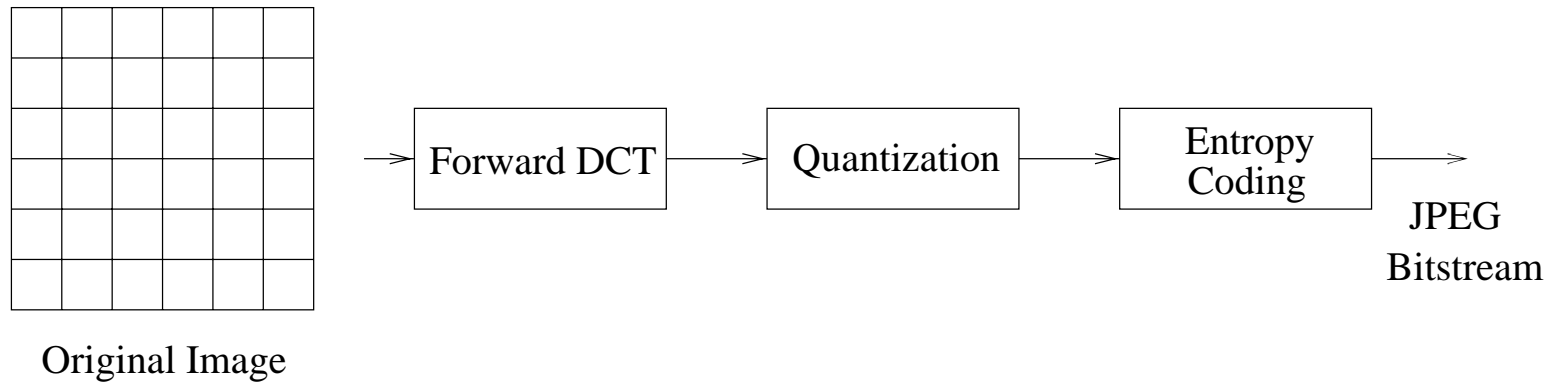 Original Image
Forward DCT
Quantization
Entropy
Coding
JPEG
Bitstream